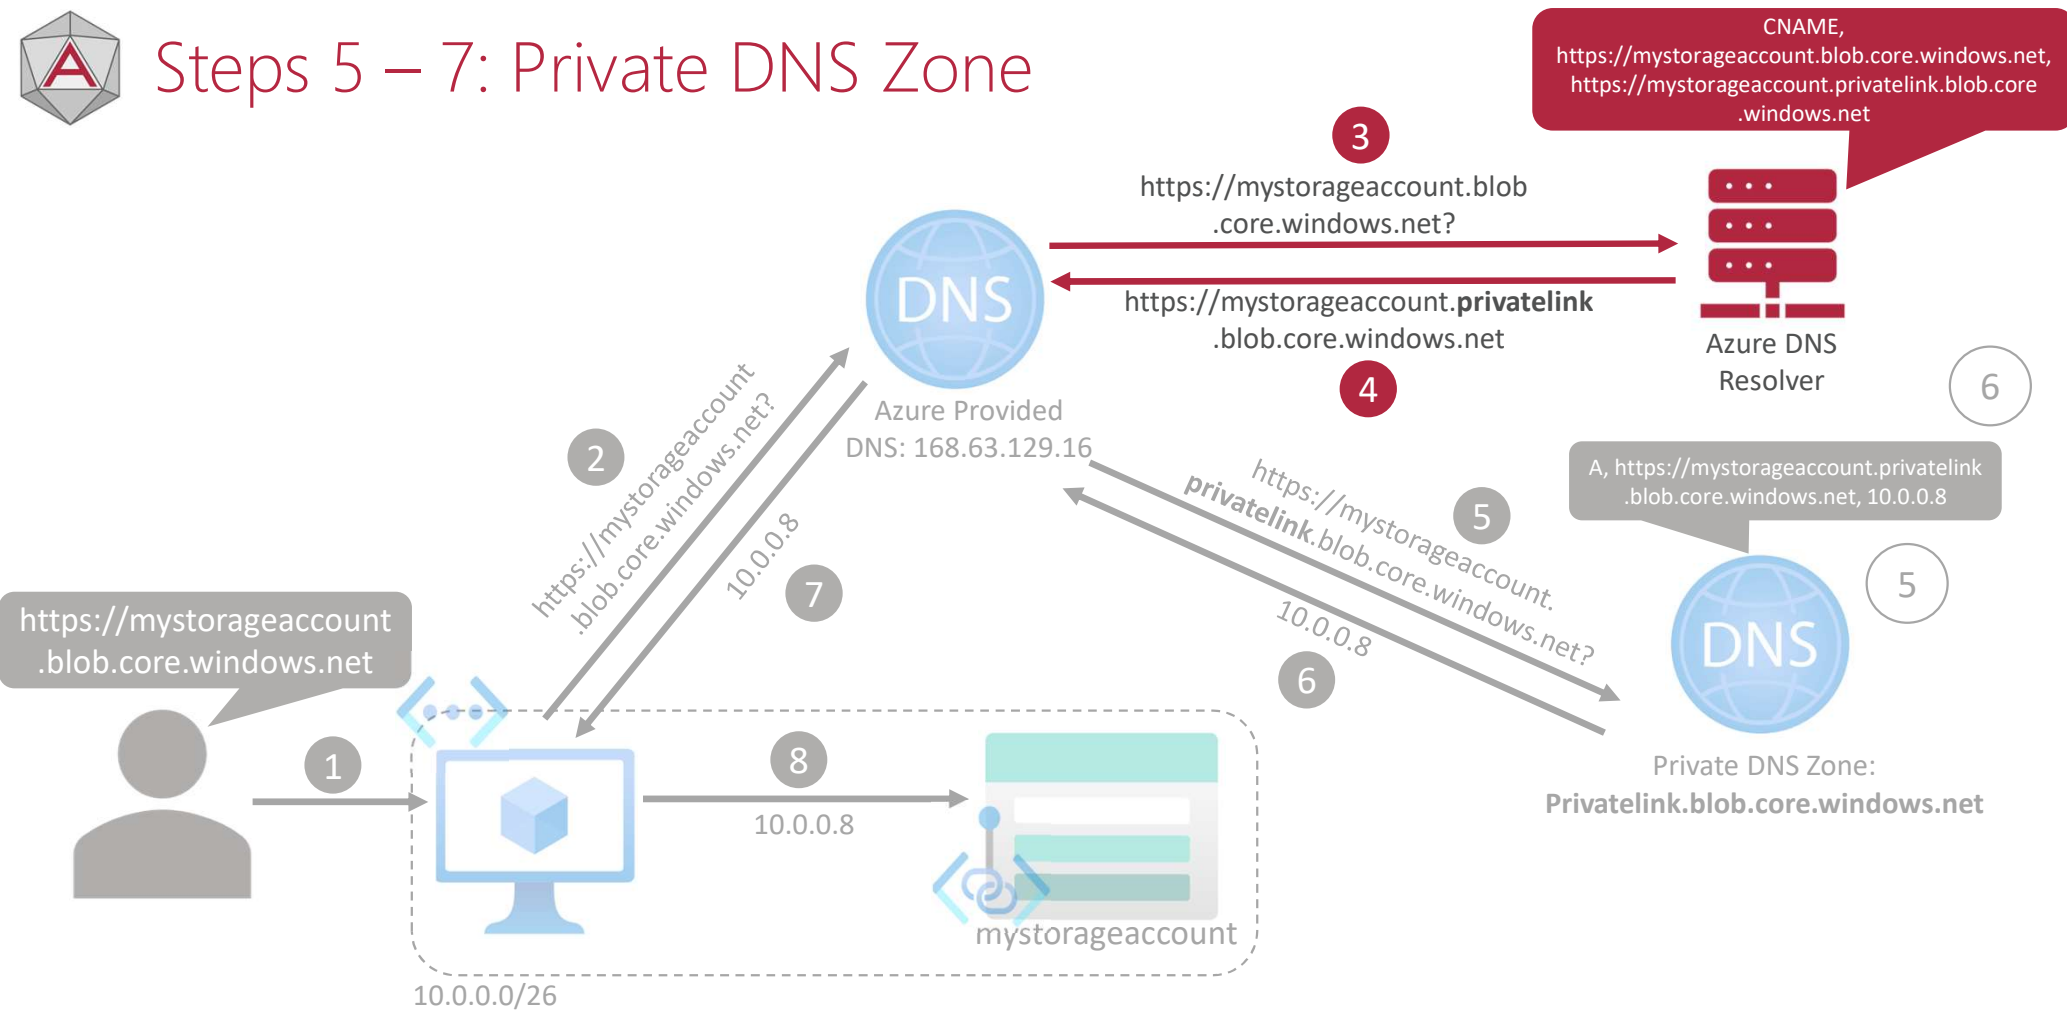 A
Steps 5 – 7: Private DNS Zone
CNAME,
https://mystorageaccount.blob.core.windows.net,
https://mystorageaccount.privatelink.blob.core
.windows.net
3
https://mystorageaccount.blob
.core.windows.net?
DNS
https://mystorageaccount.privatelink
.blob.core.windows.net
4
Azure DNS
Resolver
6
Azure Provided
DNS: 168.63.129.16
2
https://mystorageaccount
.blob.core.windows.net?
10.0.0.8
7
A, https://mystorageaccount.privatelink
.blob.core.windows.net, 10.0.0.8
5
https://mystorageaccount.
privatelink.blob.core.windows.net?
10.0.0.8
6
5
DNS
Private DNS Zone:
Privatelink.blob.core.windows.net
https://mystorageaccount
.blob.core.windows.net
1
8
10.0.0.8
mystorageaccount
10.0.0.0/26